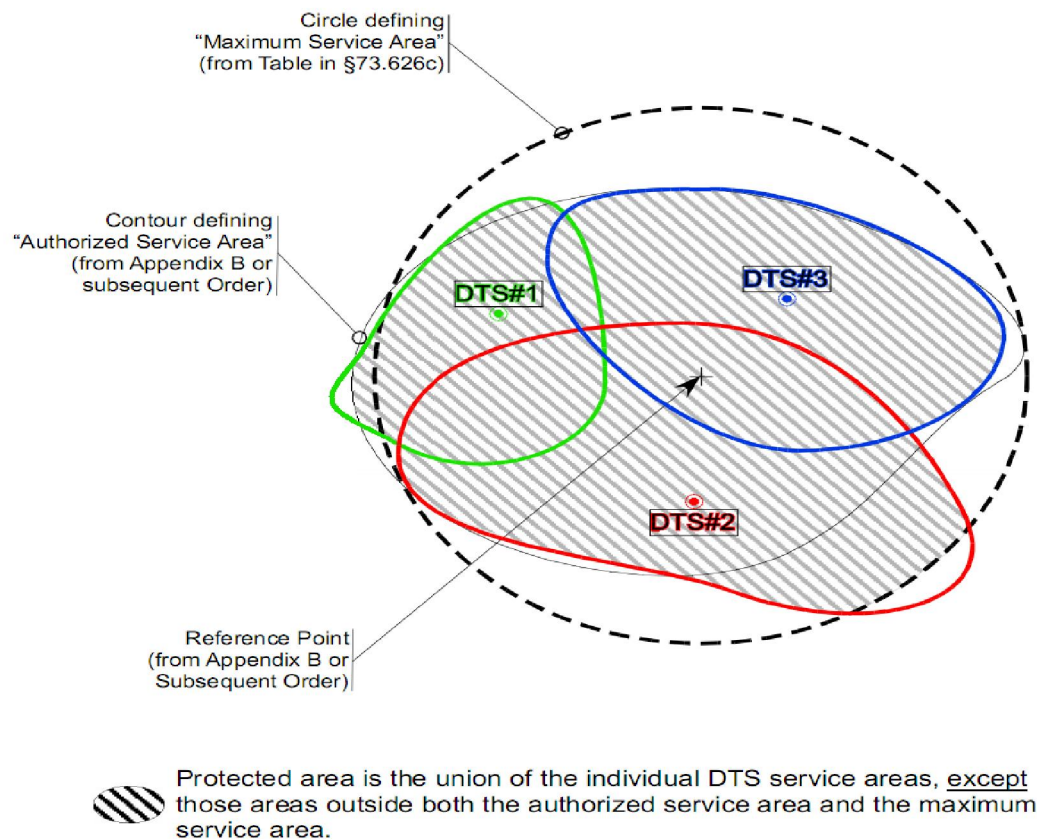 Circle defining
“Maximum Service Area”
(from Table in §73.626c)
Contour defining
“Authorized Service Area”
(from Appendix B or
subsequent Order)
DTS#1
DTS#3
DTS#2
Reference Point
(from Appendix B or
Subsequent Order)
Protected area is the union of the individual DTS service areas, except
those areas outside both the authorized service area and the maximum
service area.